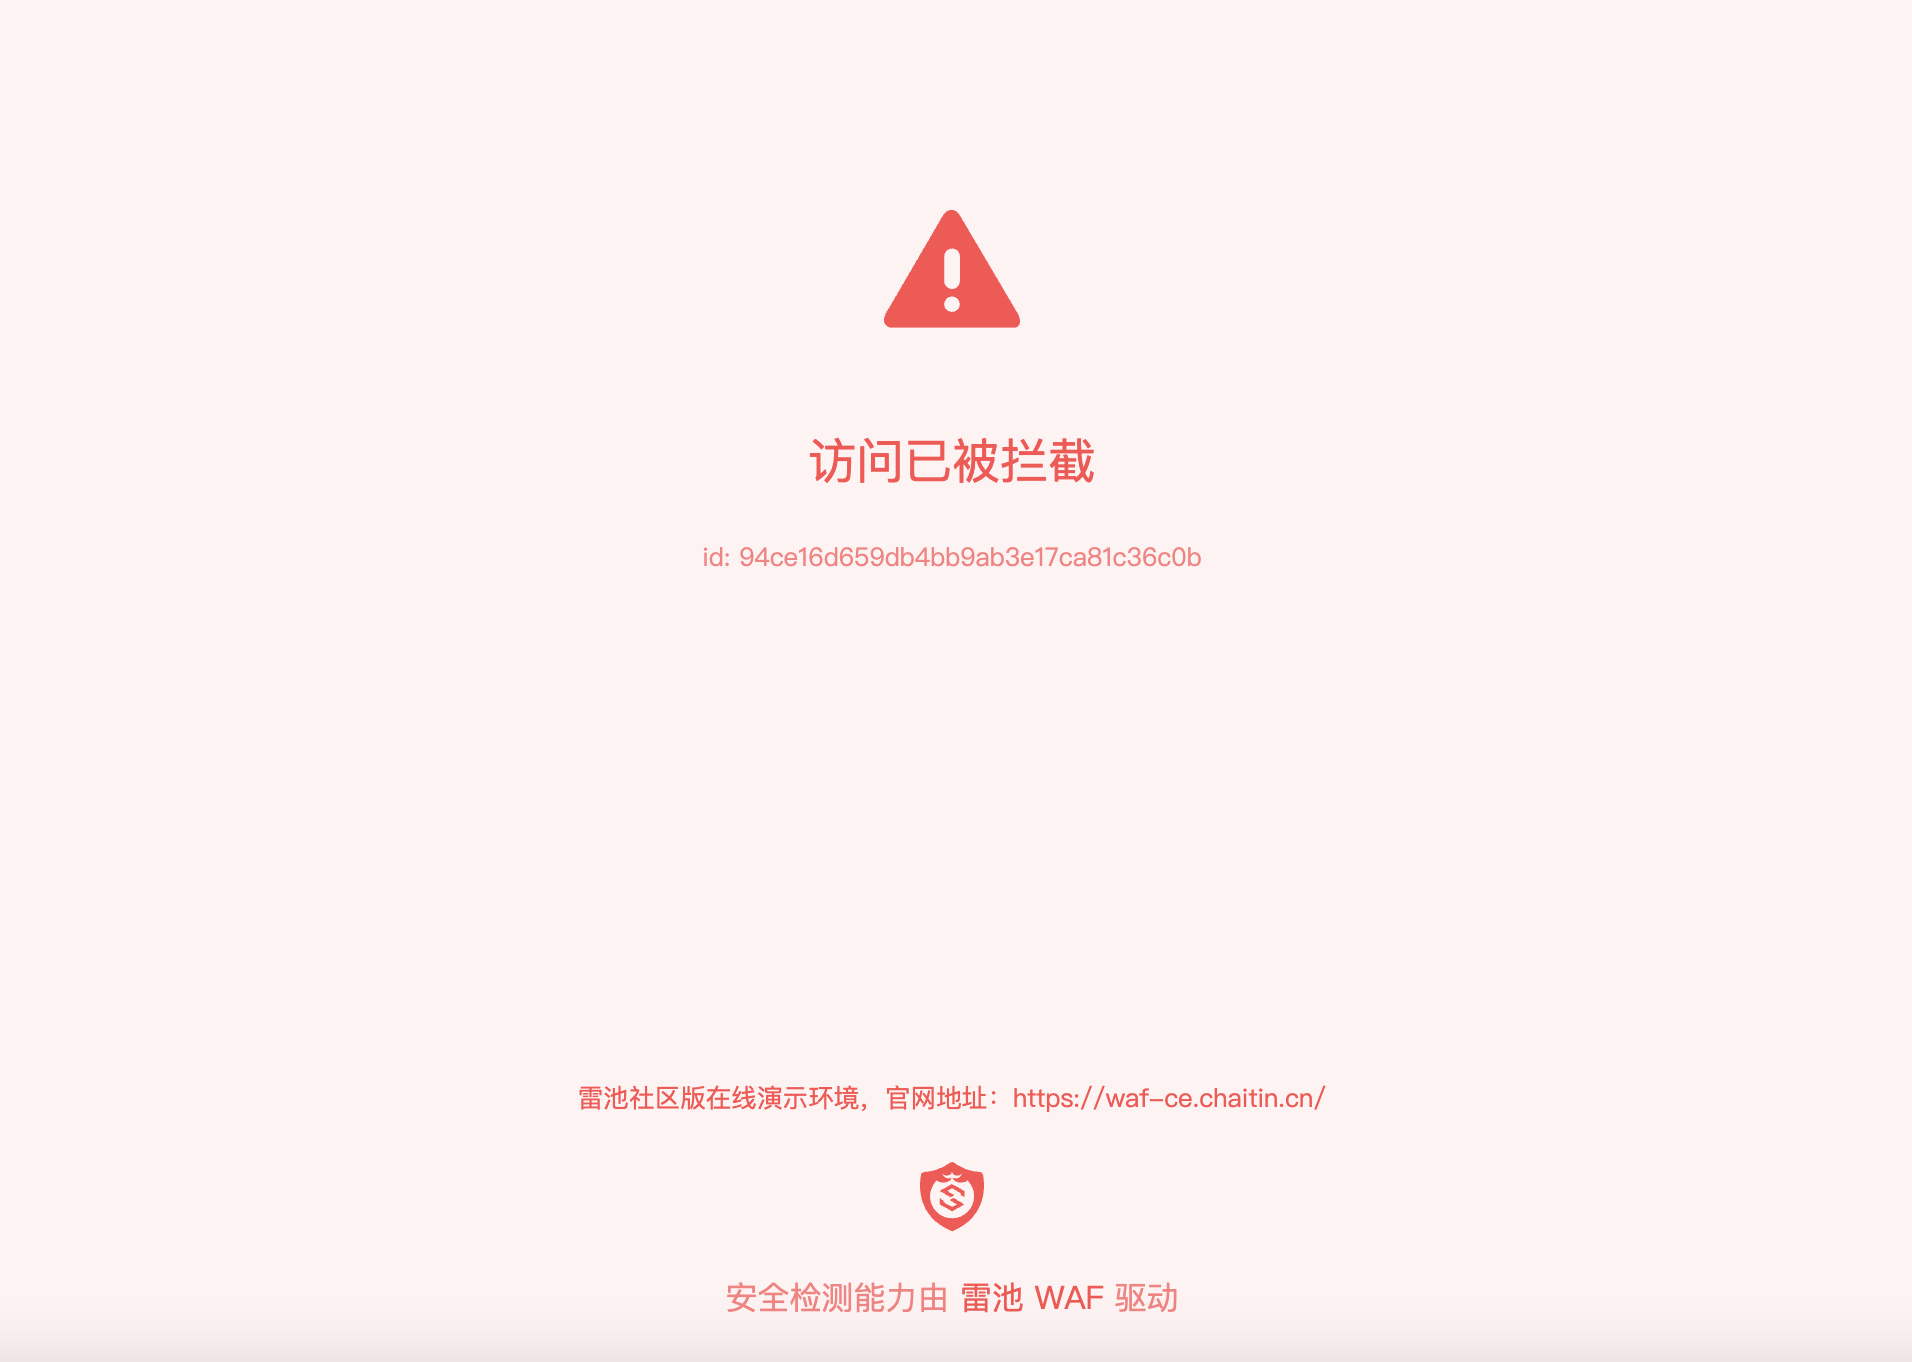 访问已被拦截
id: 94ce16d659db4bb9ab3e17ca81c36c0b
雷池社区版在线演示环境，官网地址：https://waf-ce.chaitin.cn/
安全检测能力由 雷池 WAF 驱动